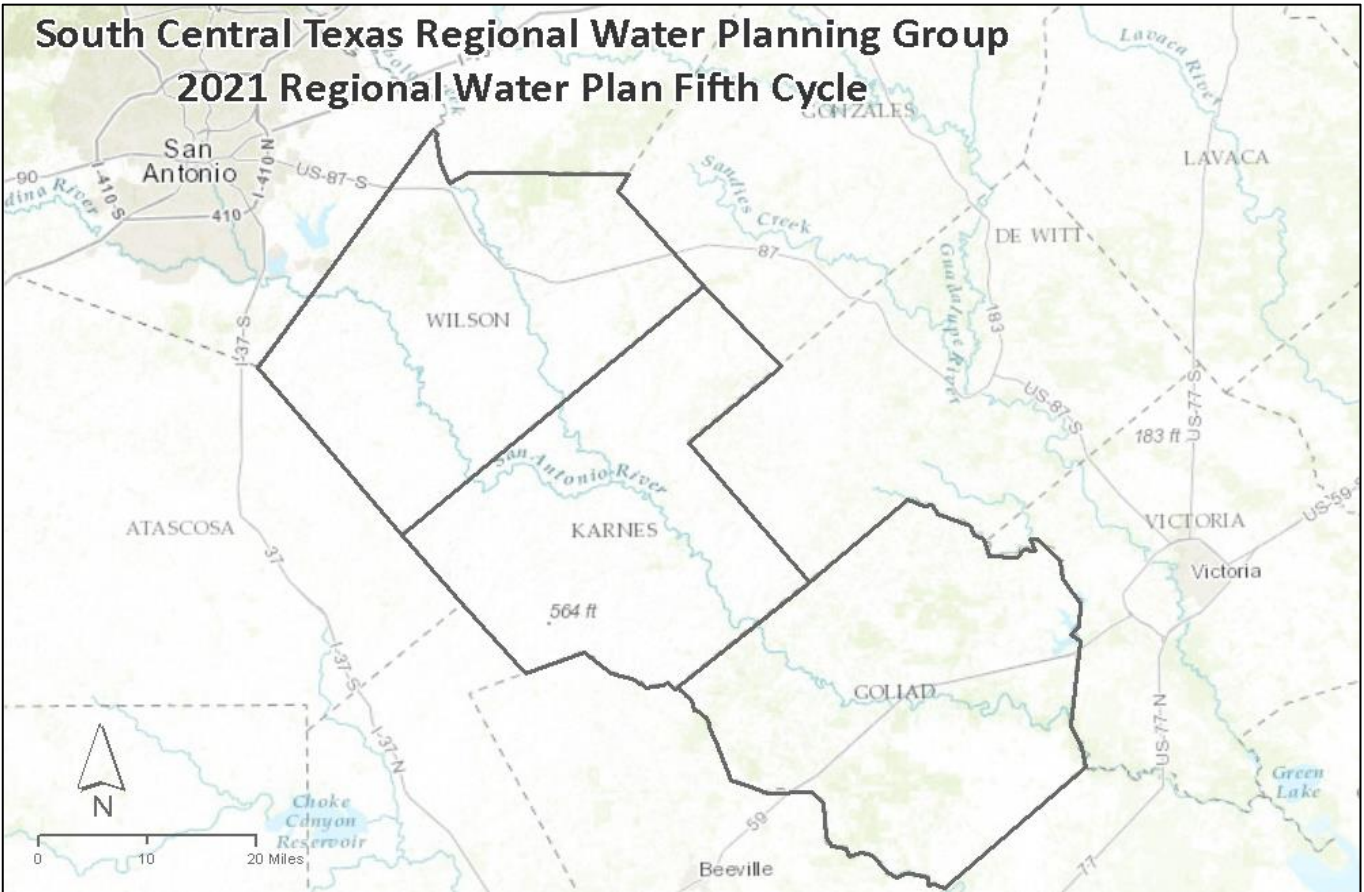 South Central Texas Regional Water Planning Group
2021 Regional Water Plan Fifth Cycle
Lavaca River
GONZALES
San
Antonio
I-410-N
US-87-S
90
I-410-S
410
LAVACA
Sandies Creek
DE WITT
87
Guadalupe River
183
WILSON
I-37-S
US-87-S
US-77-S
183 ft
San Antonio River
ATASCOSA
KARNES
VICTORIA
US-59-S
37
Victoria
564 ft
I-37-S
GOLIAD
I-37-N
US-77-N
N
Choke
Canyon
Reservoir
Green
Lake
59
0 10 20 Miles
Beeville
77